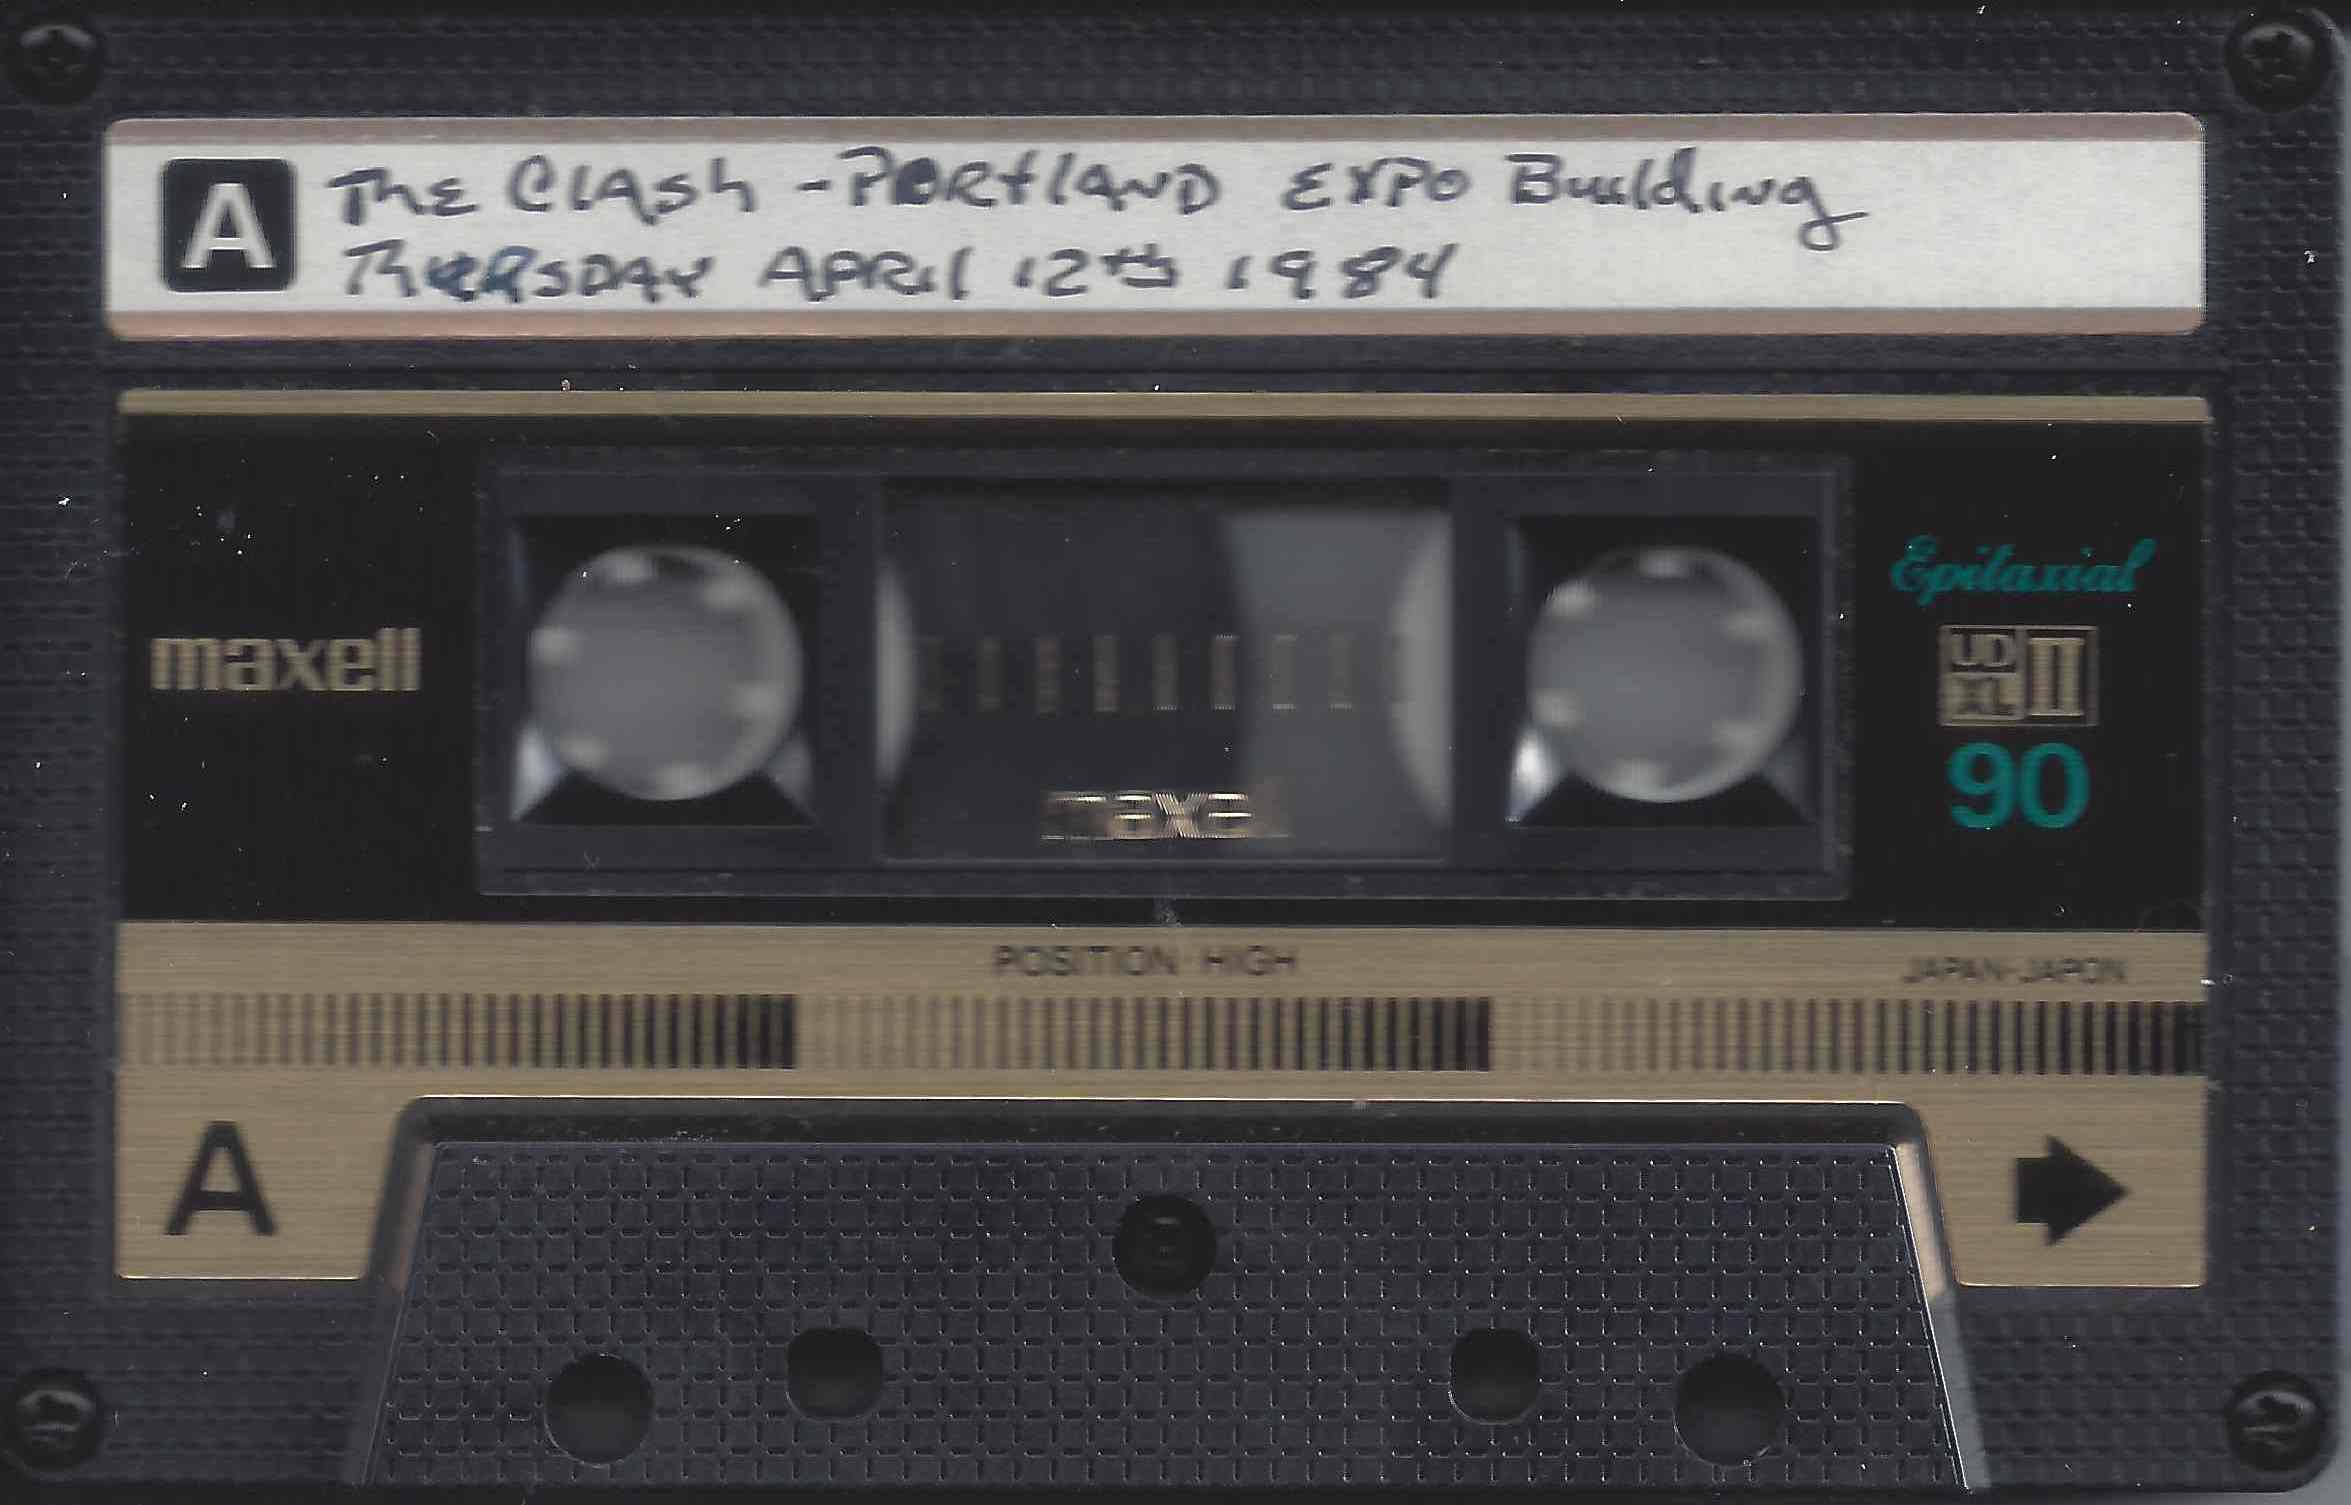 A
The Clash - Portland Expo Building
Thursday April 12th 1984
maxell
Epitaxial
UD
XL II
90
maxe
POSITION HIGH
JAPAN-JAPON
A